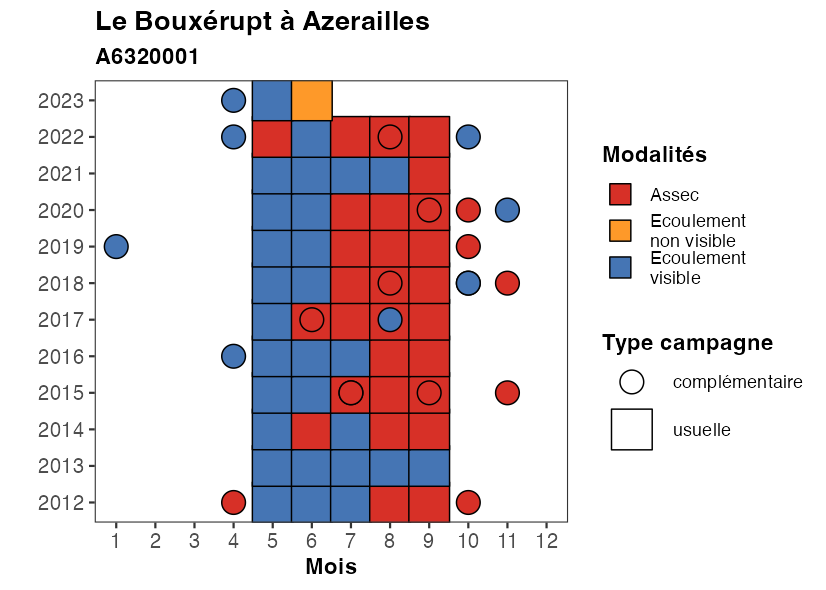 Le Bouxérupt à Azerailles
A6320001
2023
2022
2021
2020
2019
2018
2017
2016
2015
2014
2013
2012
1 2 3 4 5 6 7 8 9 10 11 12
Mois
Modalités
Assec
Ecoulement
non visible
Ecoulement
visible
Type campagne
complémentaire
usuelle